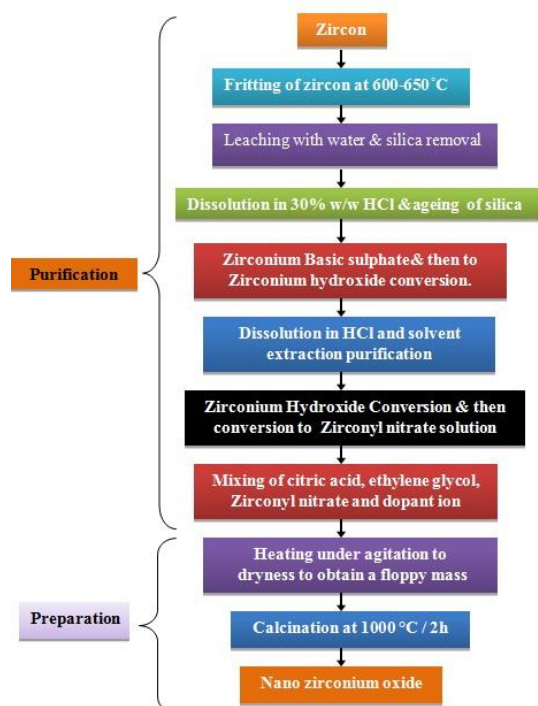 Zircon
Fritting of zircon at 600-650˚C
Leaching with water & silica removal
Dissolution in 30% w/w HCl &ageing of silica
Purification
Zirconium Basic sulphate& then to
Zirconium hydroxide conversion.
Dissolution in HCl and solvent
extraction purification
Zirconium Hydroxide Conversion & then
conversion to Zirconyl nitrate solution
Mixing of citric acid, ethylene glycol,
Zirconyl nitrate and dopant ion
Heating under agitation to
dryness to obtain a floppy mass
Preparation
Calcination at 1000 °C / 2h
Nano zirconium oxide